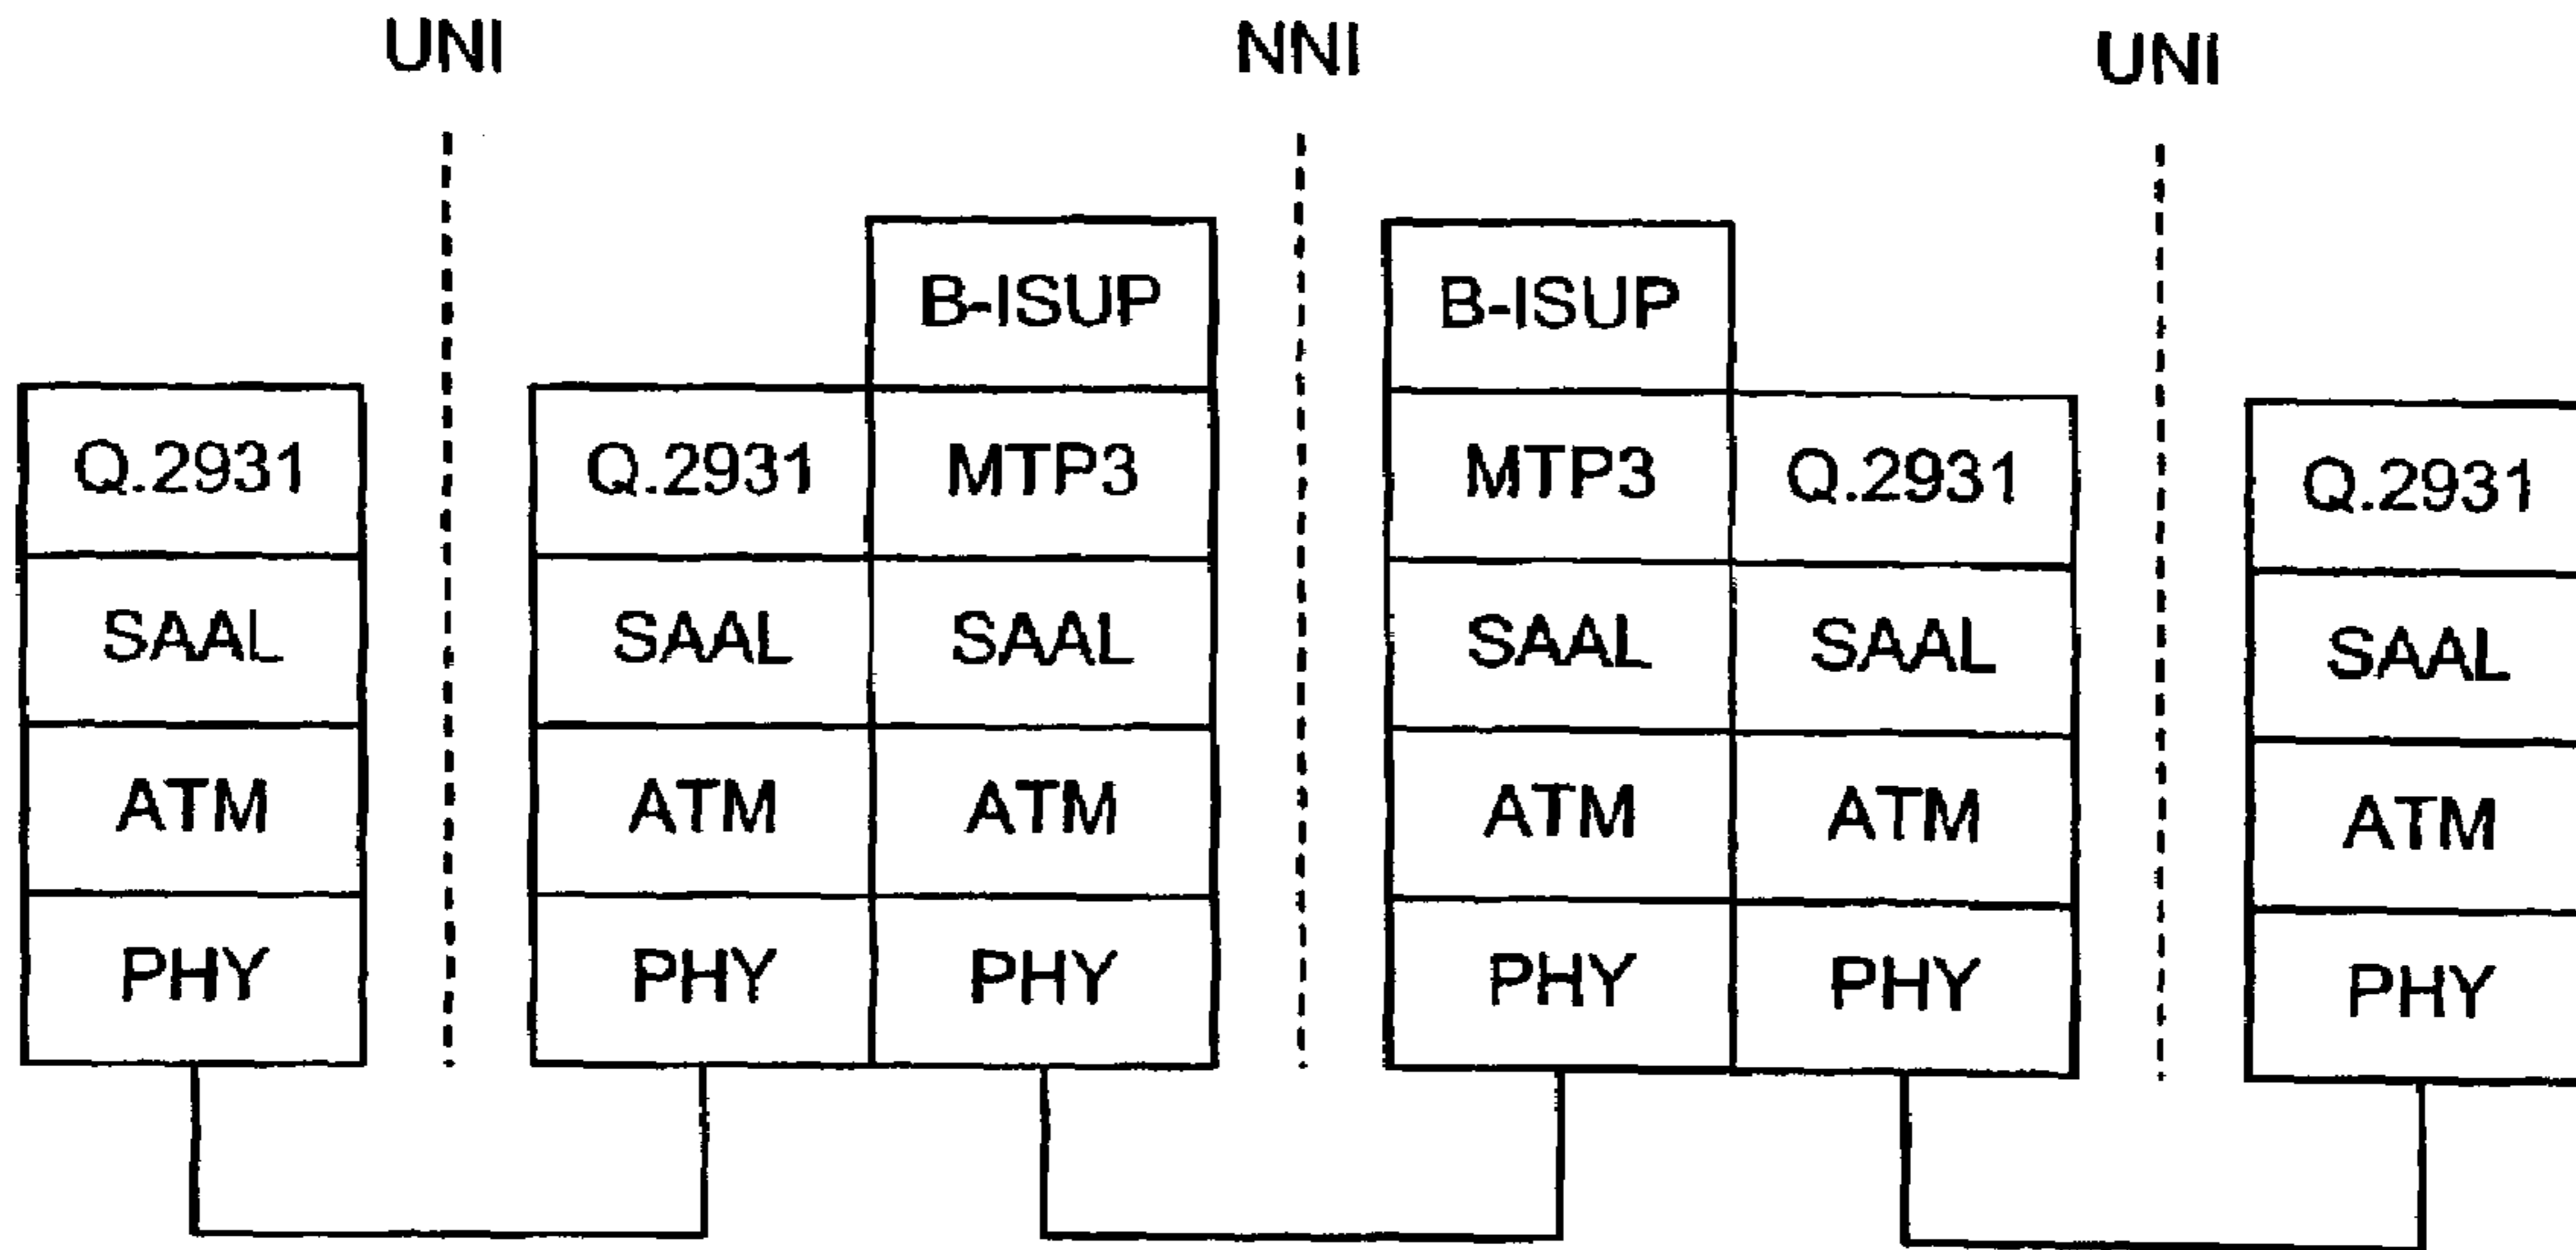 UNI NNI UNI
B-ISUP B-ISUP
Q.2931 Q.2931 MTP3 MTP3 Q.2931 Q.2931
SAAL SAAL SAAL SAAL SAAL SAAL
ATM ATM ATM ATM ATM ATM
PHY PHY PHY PHY PHY PHY